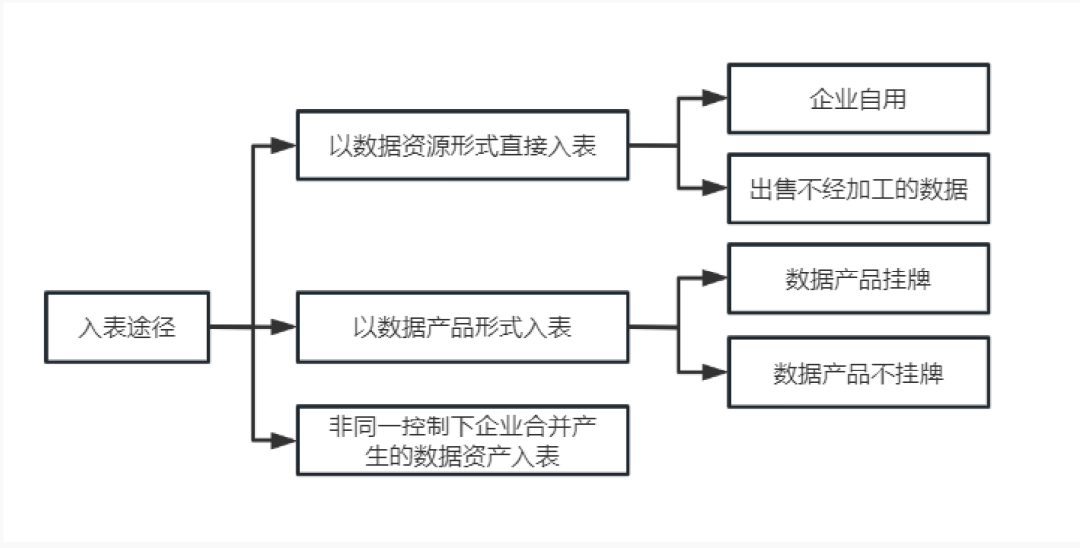 入表途径
以数据资源形式直接入表
企业自用
出售不经加工的数据
以数据产品形式入表
数据产品挂牌
数据产品不挂牌
非同一控制下企业合并产
生的数据资产入表